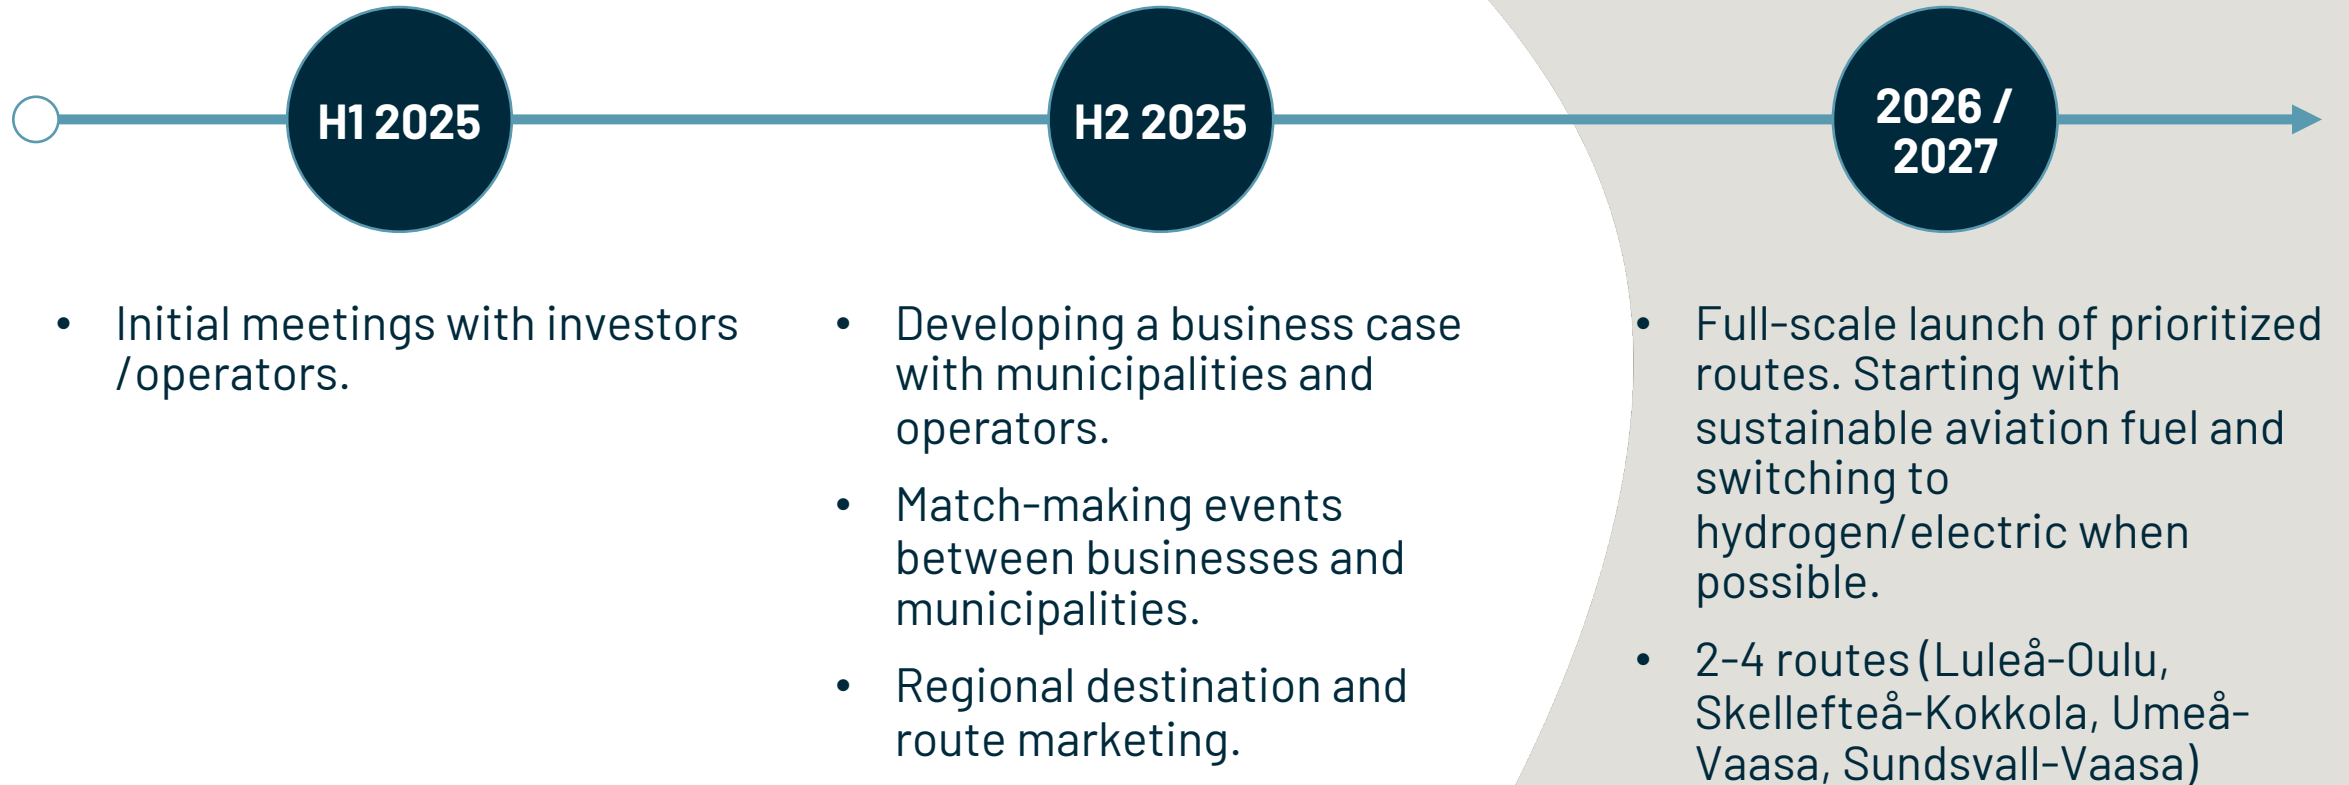 H1 2025
H2 2025
2026 /
2027
• Initial meetings with investors
/operators.
• Developing a business case
with municipalities and
operators.
• Match-making events
between businesses and
municipalities.
• Regional destination and
route marketing.
• Full-scale launch of prioritized
routes. Starting with
sustainable aviation fuel and
switching to
hydrogen/electric when
possible.
• 2-4 routes (Luleå-Oulu,
Skellefteå-Kokkola, Umeå-
Vaasa, Sundsvall-Vaasa)